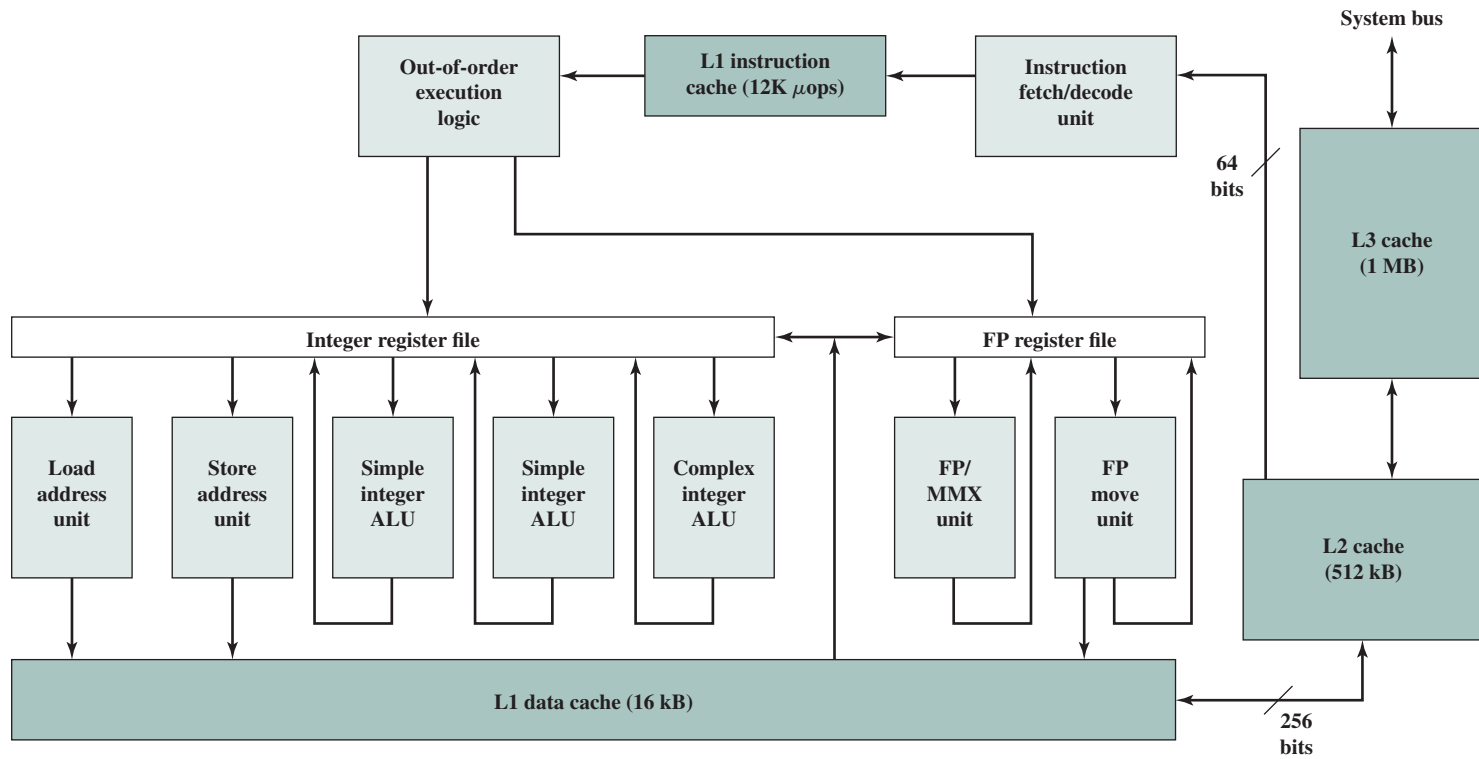 System bus
Out-of-order
execution
logic
L1 instruction
cache (12K μops)
Instruction
fetch/decode
unit
64
bits
L3 cache
(1 MB)
Integer register file
FP register file
Load
address
unit
Store
address
unit
Simple
integer
ALU
Simple
integer
ALU
Complex
integer
ALU
FP/
MMX
unit
FP
move
unit
L2 cache
(512 kB)
L1 data cache (16 kB)
256
bits